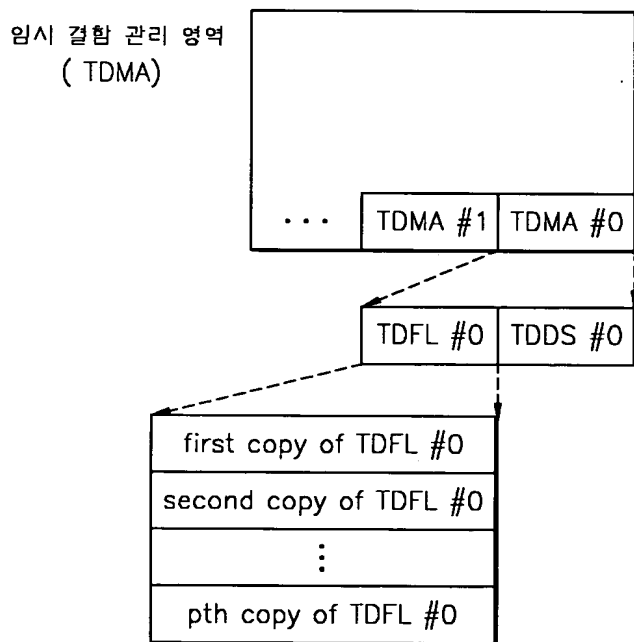 임시 결함 관리 영역
( TDMA)
··· TDMA #1 TDMA #0
TDFL #0 TDDS #0
first copy of TDFL #0
second copy of TDFL #0
⋮
pth copy of TDFL #0